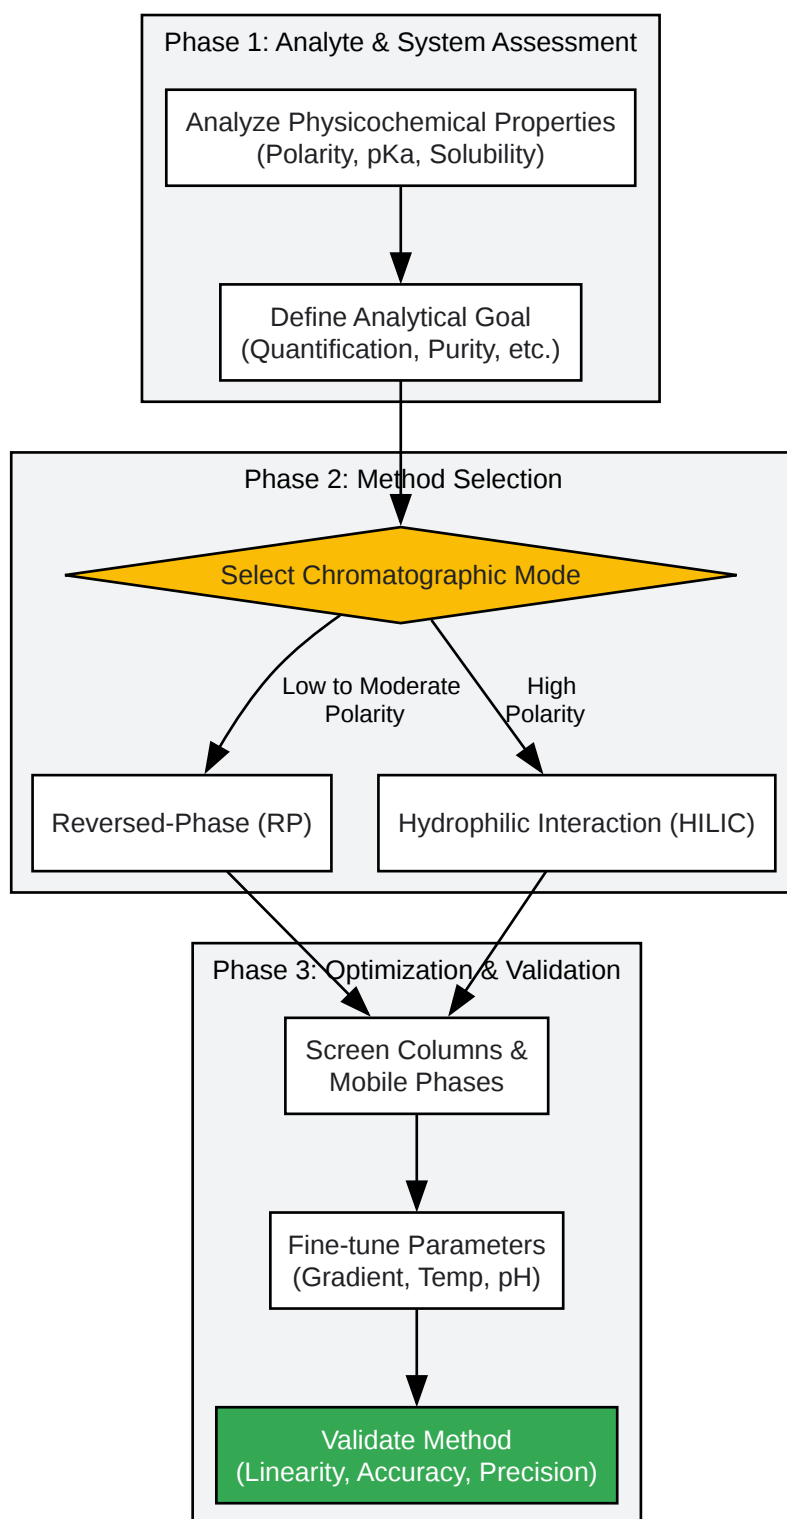 Phase 1: Analyte & System Assessment
Analyze Physicochemical Properties
(Polarity, pKa, Solubility)
Define Analytical Goal
(Quantification, Purity, etc.)
Phase 2: Method Selection
Select Chromatographic Mode
Low to Moderate
Polarity
High
Polarity
Reversed-Phase (RP)
Hydrophilic Interaction (HILIC)
Phase 3: Optimization & Validation
Screen Columns &
Mobile Phases
Fine-tune Parameters
(Gradient, Temp, pH)
Validate Method
(Linearity, Accuracy, Precision)